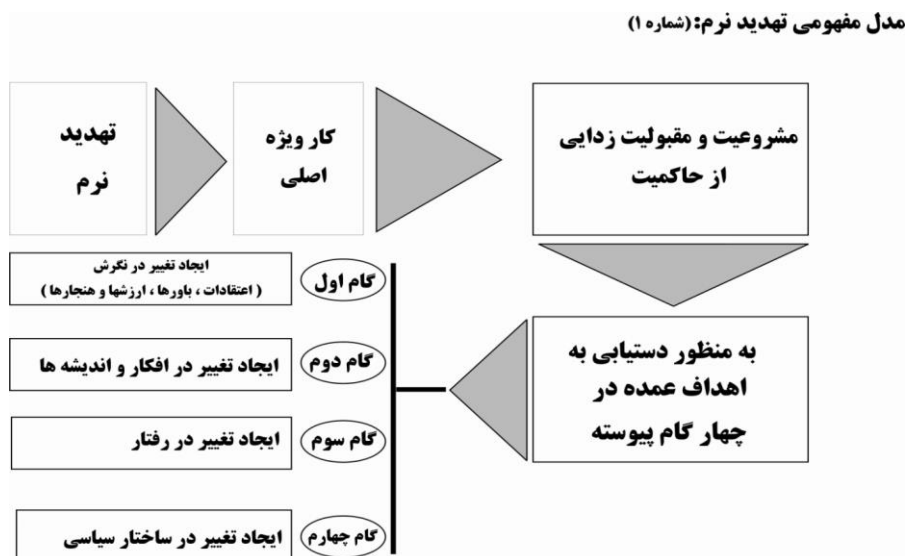 مدل مفهومی تهدید نرم: (شماره ۱)
تهدید
نرم
کار ویژه
اصلی
مشروعیت و مقبولیت زدایی
از حاکمیت
به منظور دستیابی به
اهداف عمده در
چهار گام پیوسته
گام اول
ایجاد تغییر در نگرش
( اعتقادات ، باورها ، ارزشها و هنجارها )
گام دوم
ایجاد تغییر در افکار و اندیشه ها
گام سوم
ایجاد تغییر در رفتار
گام چهارم
ایجاد تغییر در ساختار سیاسی